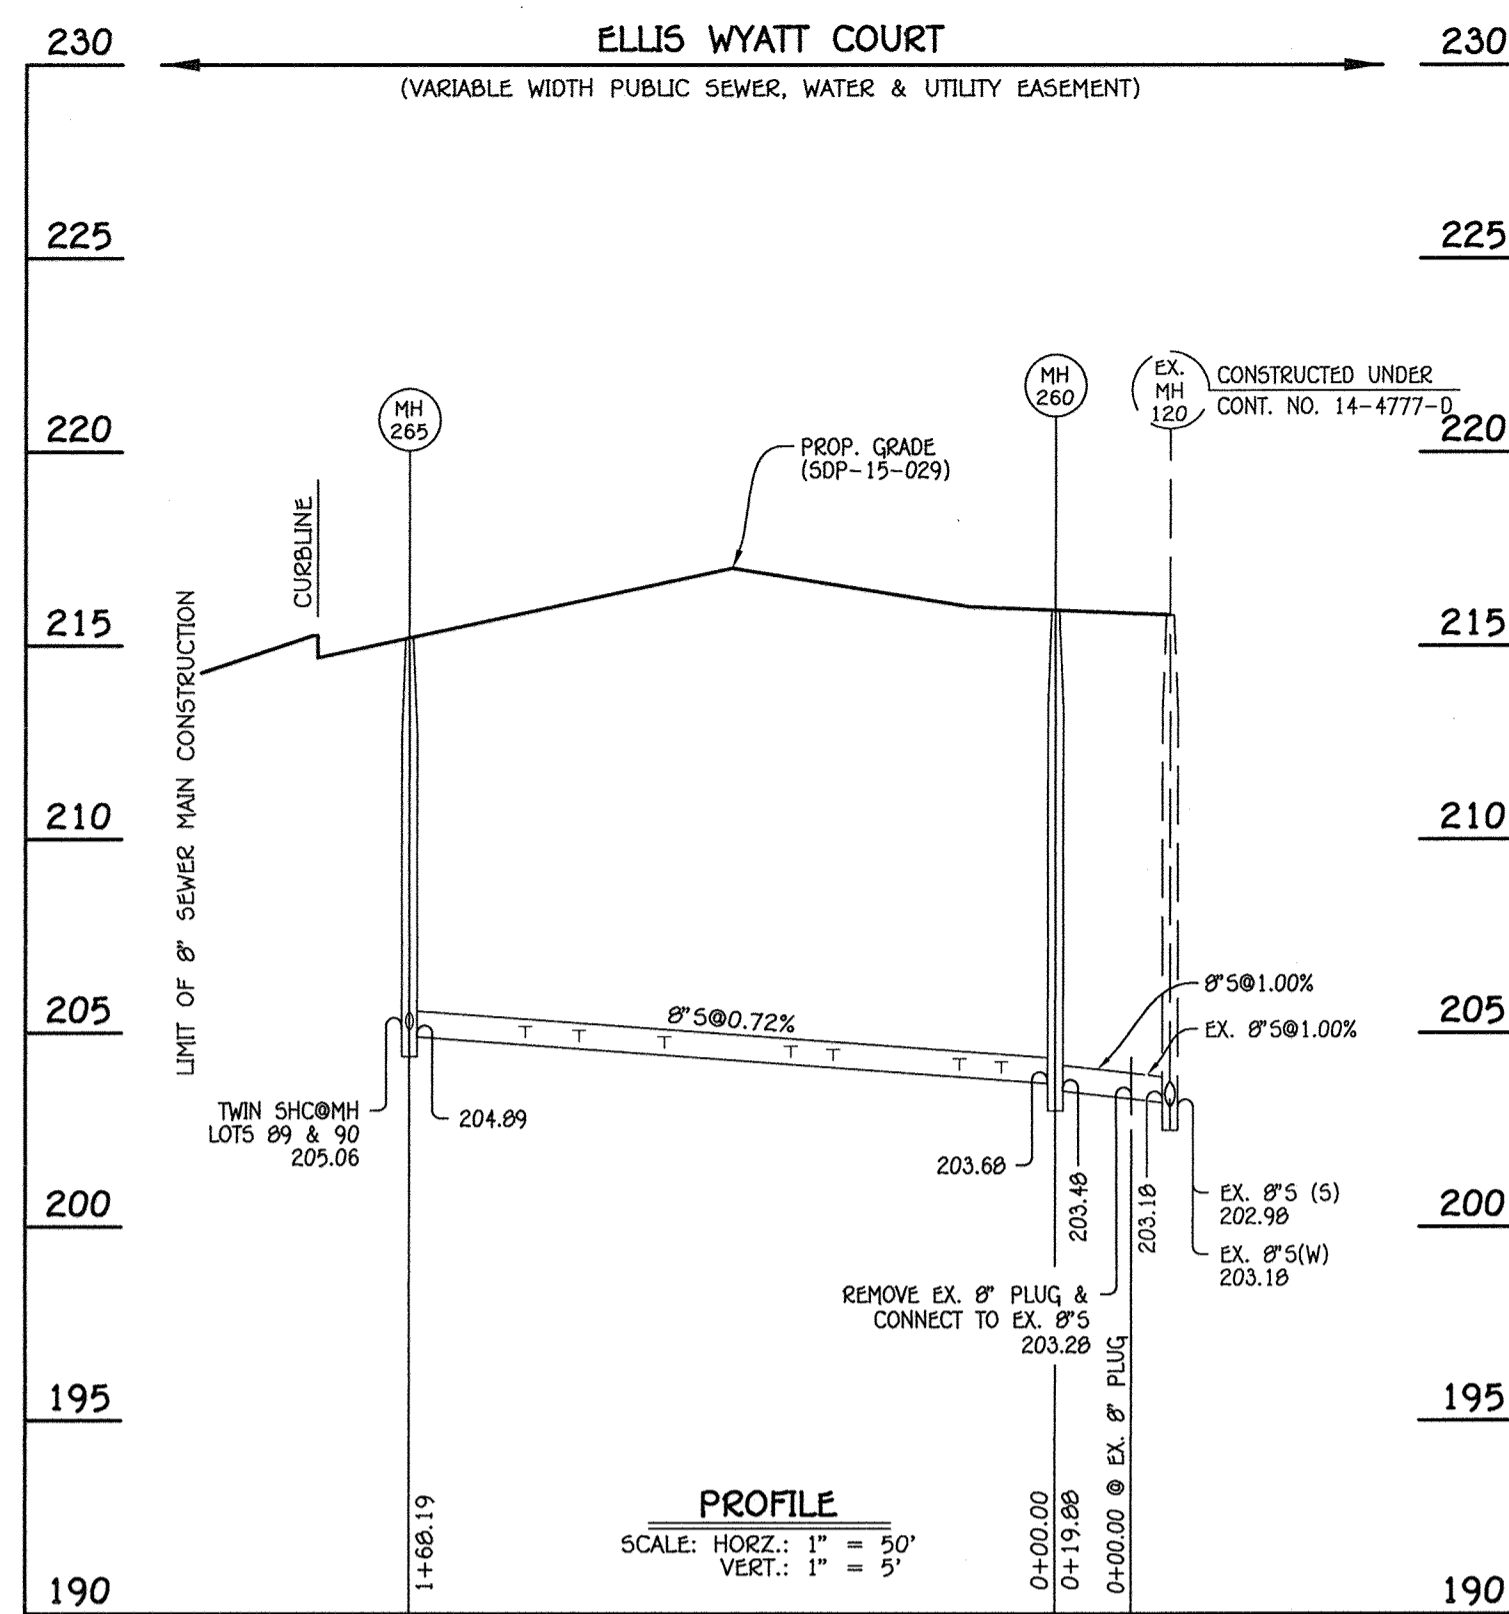 ELLIS WYATT COURT
(VARIABLE WIDTH PUBLIC SEWER, WATER & UTILITY EASEMENT)
230
230
225
225
220
220
215
215
210
210
205
205
200
200
195
195
190
190
MH
265
MH
260
EX.
MH
120
CONSTRUCTED UNDER
CONT. NO. 14-4777-D
PROP. GRADE
(SDP-15-029)
CURBLINE
LIMIT OF 8" SEWER MAIN CONSTRUCTION
8"S@0.72%
8"S@1.00%
EX. 8"S@1.00%
T T T T T T T
TWIN SHC@MH
LOTS 89 & 90
205.06
204.89
203.68
203.48
203.18
EX. 8"S (S)
202.98
EX. 8"S(W)
203.18
REMOVE EX. 8" PLUG &
CONNECT TO EX. 8"S
203.28
1+68.19
0+00.00
0+19.88
0+00.00 @ EX. 8" PLUG
PROFILE
SCALE: HORZ.: 1" = 50'
VERT.: 1" = 5'